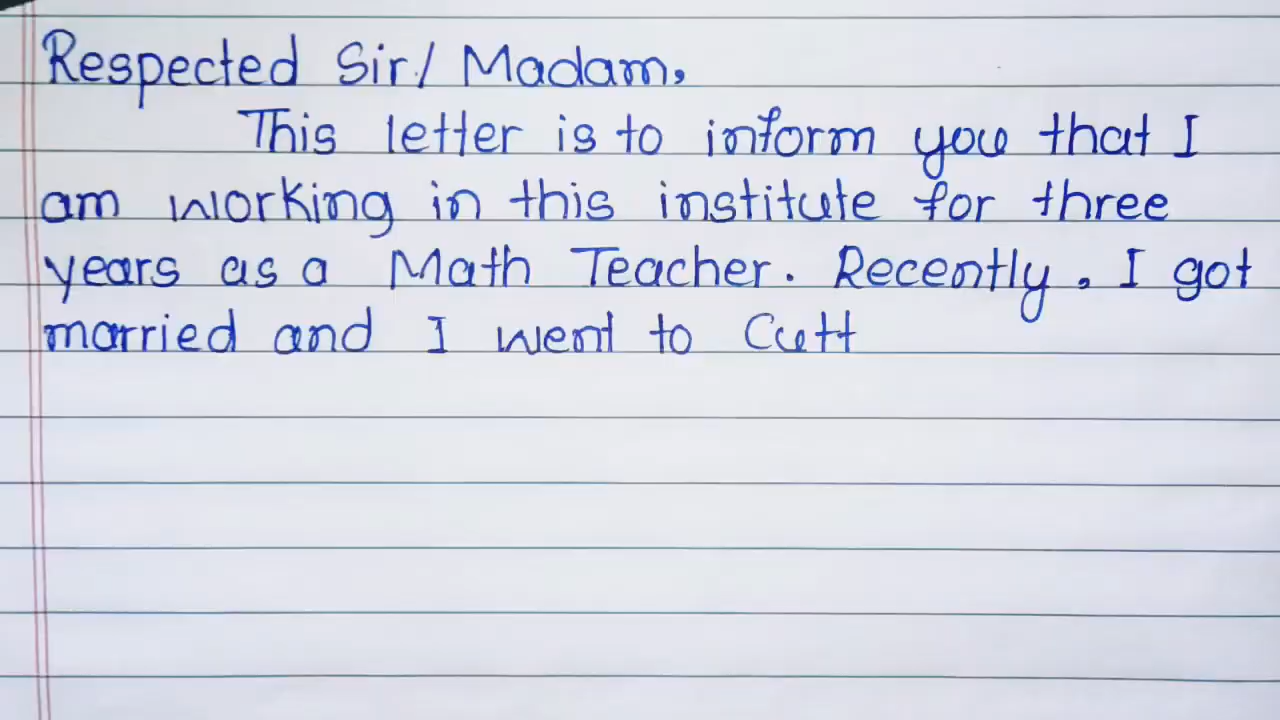 Respected Sir/ Madam,
This letter is to inform you that I
am working in this institute for three
years as a Math Teacher. Recently, I got
married and I went to Cutt